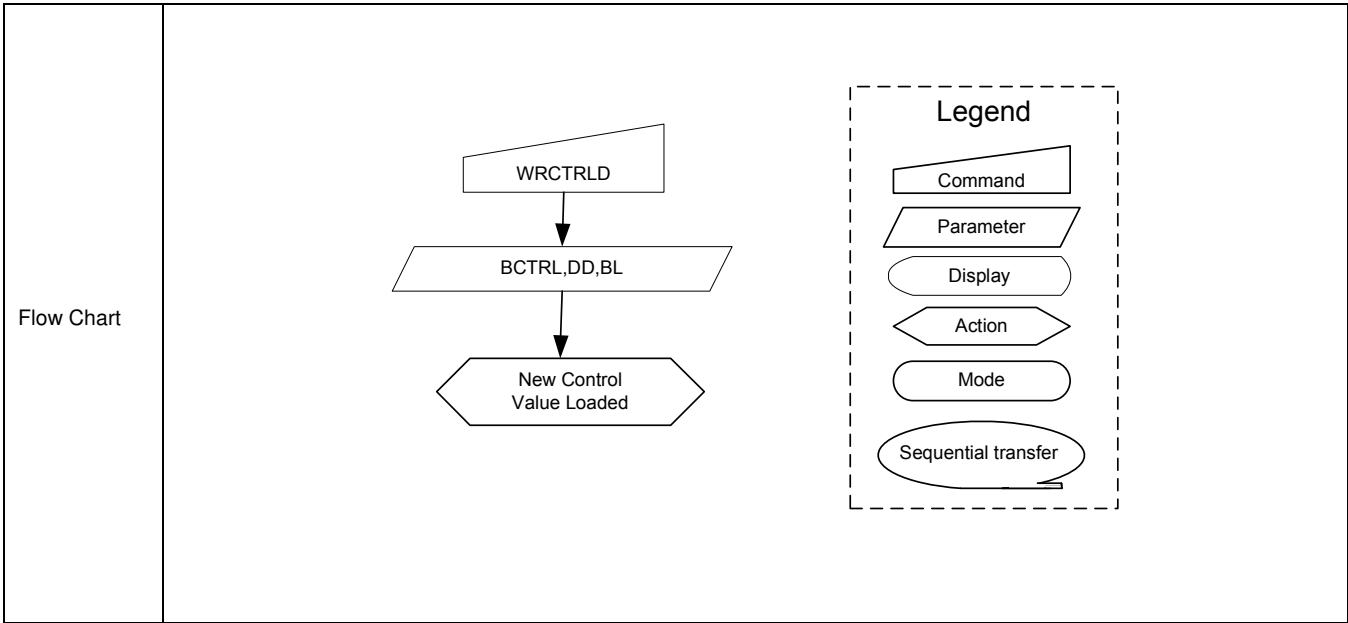 Flow Chart
WRCTRLD
BCTRL,DD,BL
New Control
Value Loaded
Legend
Command
Parameter
Display
Action
Mode
Sequential transfer